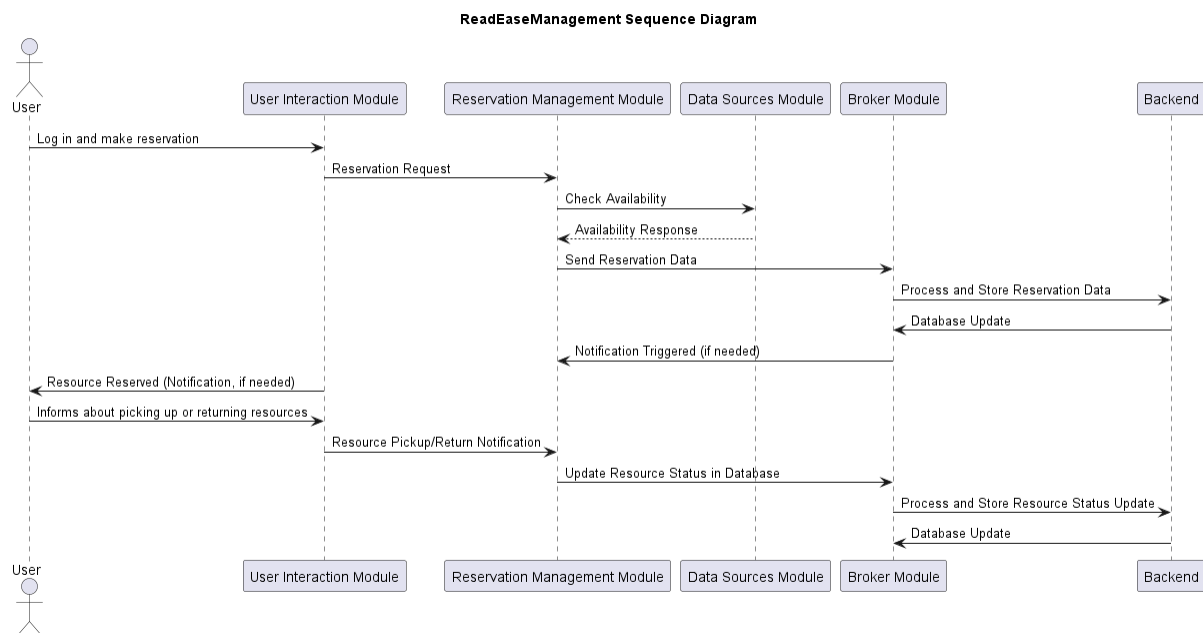 ReadEaseManagement Sequence Diagram
User
User Interaction Module
Reservation Management Module
Data Sources Module
Broker Module
Backend
Log in and make reservation
Reservation Request
Check Availability
Availability Response
Send Reservation Data
Process and Store Reservation Data
Database Update
Notification Triggered (if needed)
Resource Reserved (Notification, if needed)
Informs about picking up or returning resources
Resource Pickup/Return Notification
Update Resource Status in Database
Process and Store Resource Status Update
Database Update
User
User Interaction Module
Reservation Management Module
Data Sources Module
Broker Module
Backend